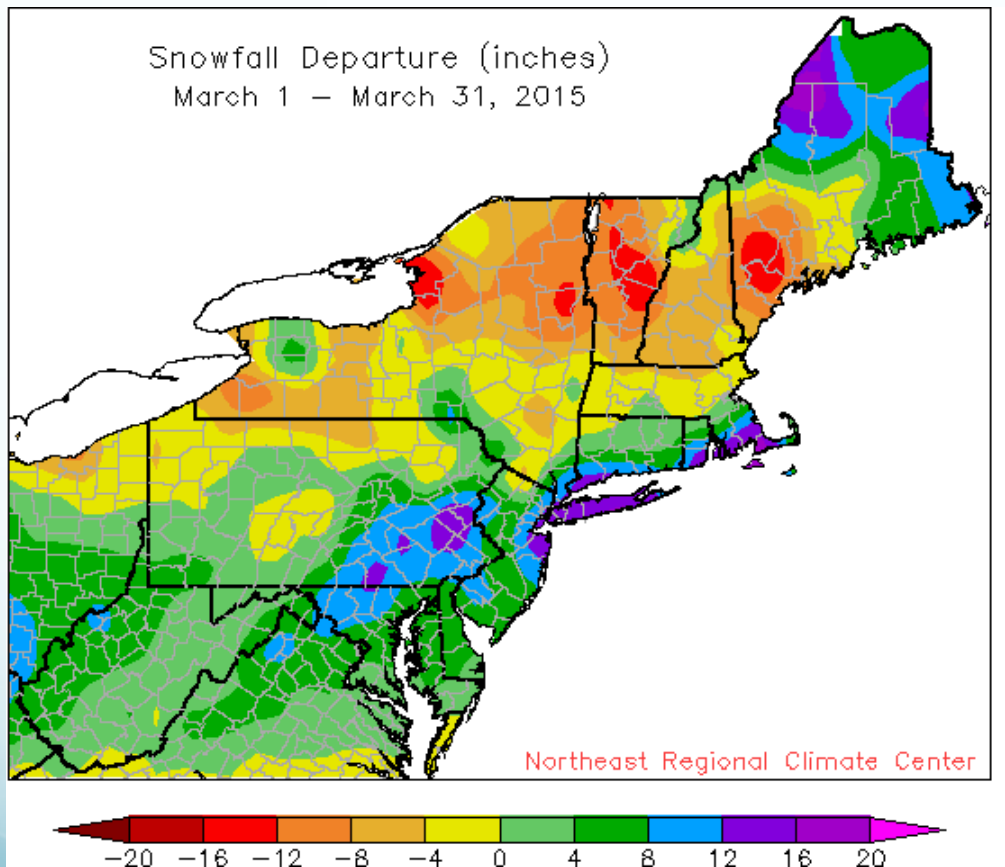 Snowfall Departure (inches)
March 1 – March 31, 2015
Northeast Regional Climate Center
−20 −16 −12 −8 −4 0 4 8 12 16 20